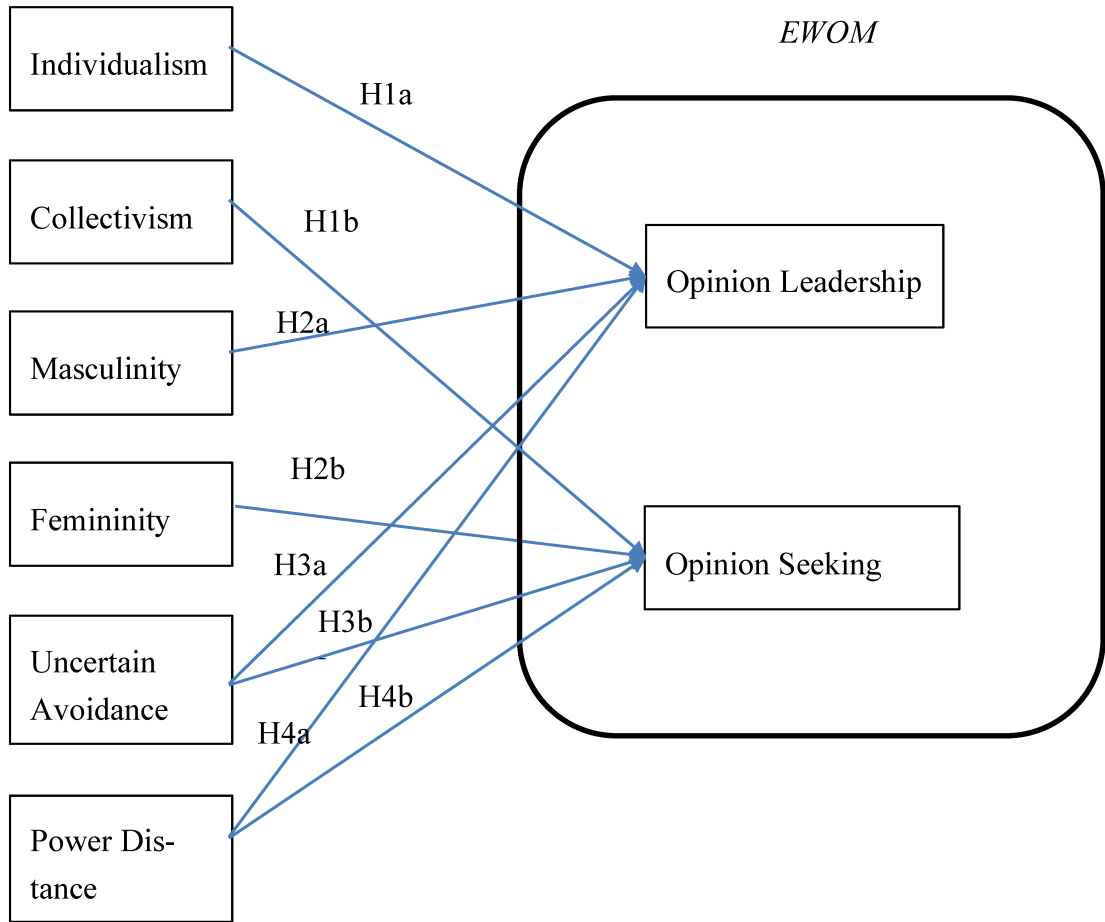 EWOM
Individualism
H1a
Collectivism
H1b
Opinion Leadership
H2a
Masculinity
H2b
Femininity
Opinion Seeking
H3a
H3b
Uncertain
Avoidance
H4b
H4a
Power Dis-
tance